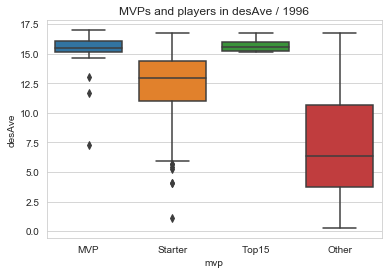 MVPs and players in desAve / 1996
17.5
15.0
12.5
10.0
7.5
5.0
2.5
0.0
desAve
MVP Starter Top15 Other
mvp